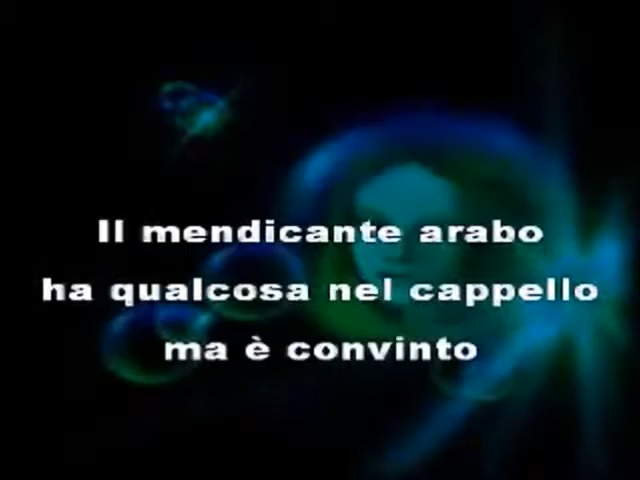 Il mendicante arabo
ha qualcosa nel cappello
ma è convinto